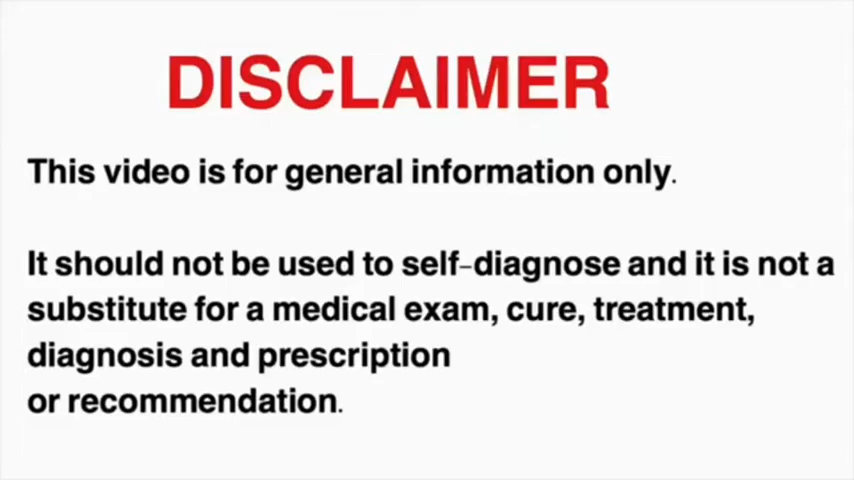 DISCLAIMER
This video is for general information only.
It should not be used to self-diagnose and it is not a
substitute for a medical exam, cure, treatment,
diagnosis and prescription
or recommendation.